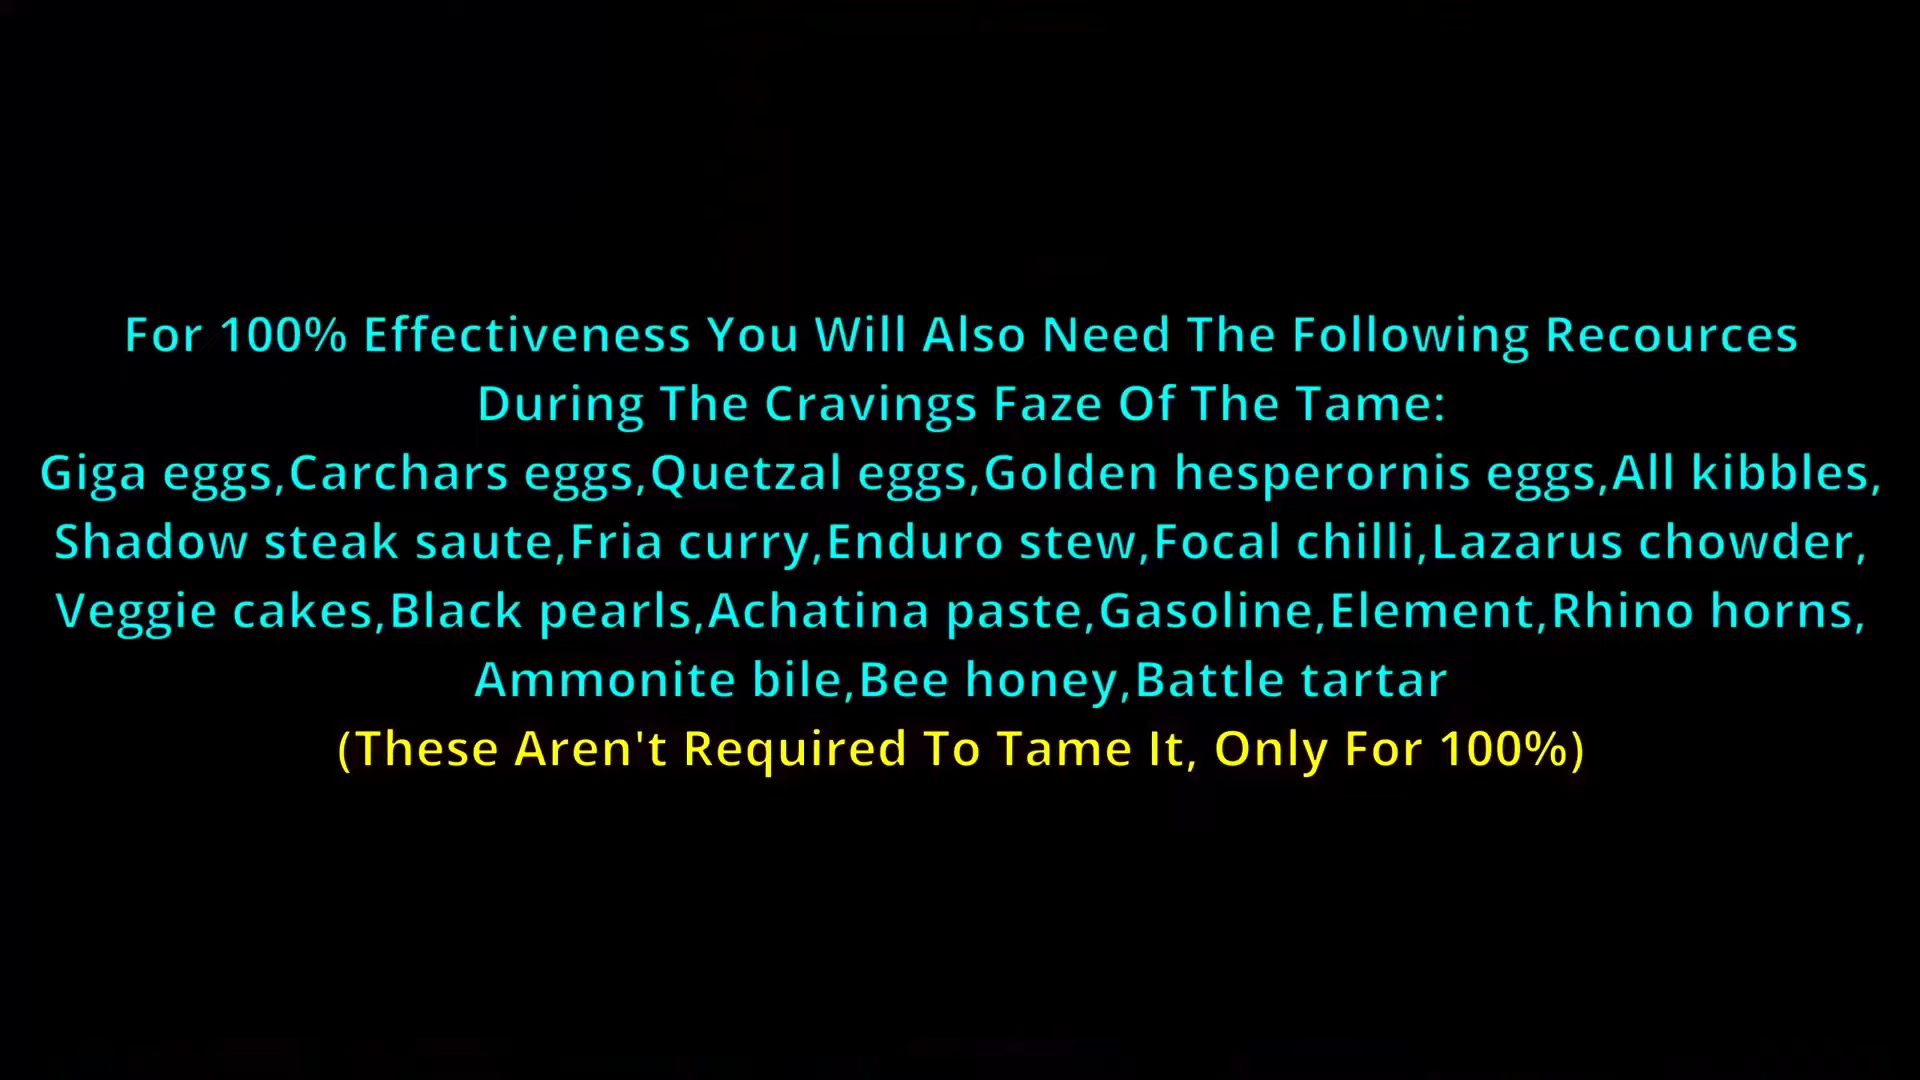 For 100% Effectiveness You Will Also Need The Following Recources
During The Cravings Faze Of The Tame:
Giga eggs,Carchars eggs,Quetzal eggs,Golden hesperornis eggs,All kibbles,
Shadow steak saute,Fria curry,Enduro stew,Focal chilli,Lazarus chowder,
Veggie cakes,Black pearls,Achatina paste,Gasoline,Element,Rhino horns,
Ammonite bile,Bee honey,Battle tartar
(These Aren't Required To Tame It, Only For 100%)